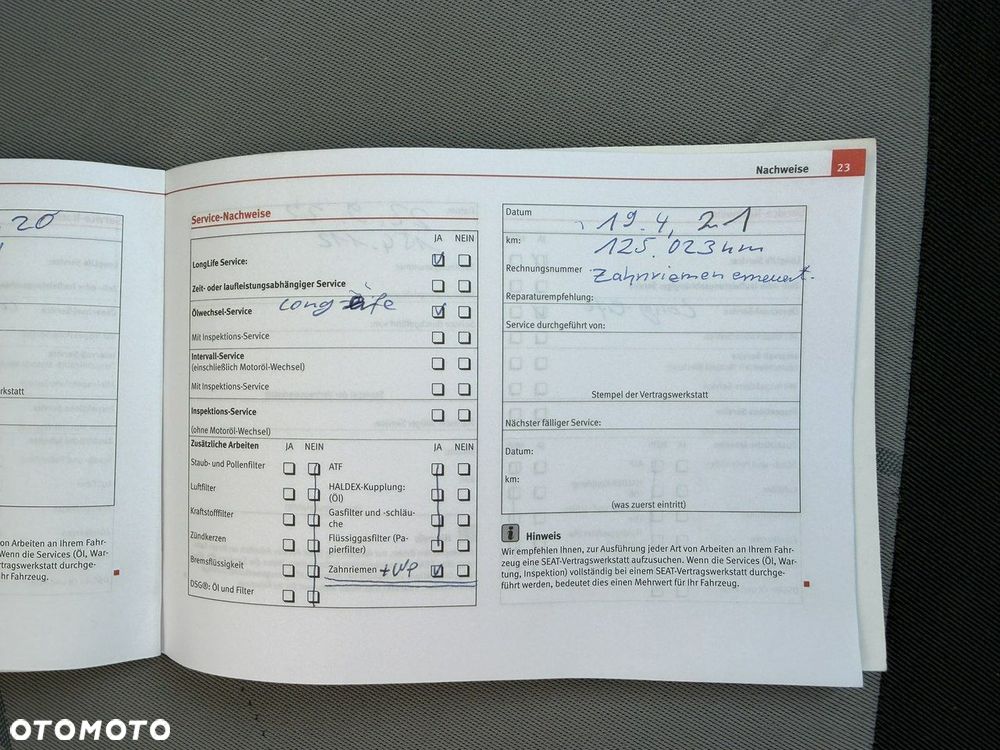 .20
rkstatt
on Arbeiten an Ihrem Fahr-
Wenn die Services (Öl, War-
rtragswerkstatt durchge-
hr Fahrzeug.
Nachweise 23
Service-Nachweise
JA NEIN
LongLife Service:
Zeit- oder laufleistungsabhängiger Service
Long Life
Ölwechsel-Service
Mit Inspektions-Service
Intervall-Service
(einschließlich Motoröl-Wechsel)
Mit Inspektions-Service
Inspektions-Service
(ohne Motoröl-Wechsel)
Zusätzliche Arbeiten JA NEIN JA NEIN
Staub- und Pollenfilter ATF
Luftfilter HALDEX-Kupplung:
(Öl)
Kraftstofffilter Gasfilter und -schläu-
che
Zündkerzen Flüssiggasfilter (Pa-
pierfilter)
Bremsflüssigkeit Zahnriemen + WP
DSG®: Öl und Filter
Datum 19.4, 21
km: 125.023 km
Rechnungsnummer Zahnriemen erneuert.
Reparaturempfehlung:
Service durchgeführt von:
Stempel der Vertragswerkstatt
Nächster fälliger Service:
Datum:
km:
(was zuerst eintritt)
i Hinweis
Wir empfehlen Ihnen, zur Ausführung jeder Art von Arbeiten an Ihrem Fahr-
zeug eine SEAT-Vertragswerkstatt aufzusuchen. Wenn die Services (Öl, War-
tung, Inspektion) vollständig bei einem SEAT-Vertragswerkstatt durchge-
führt werden, bedeutet dies einen Mehrwert für Ihr Fahrzeug.
OTOMOTO